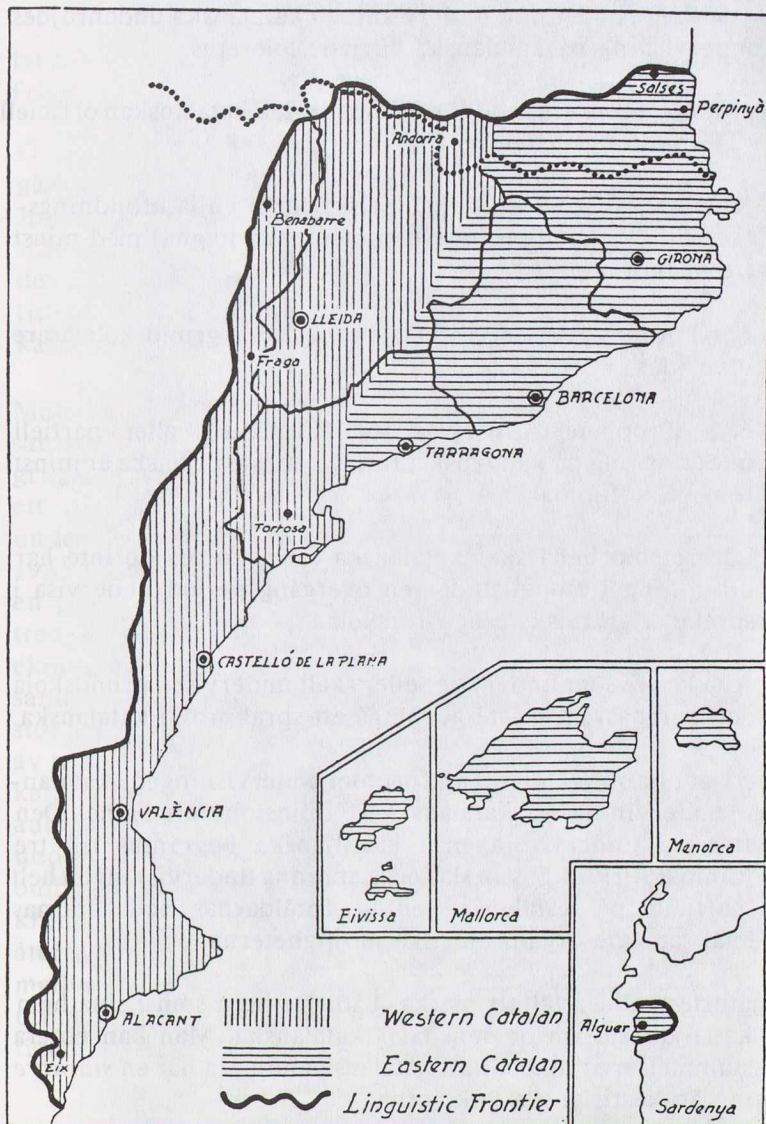 Salses
Perpinyà
Andorra
Benabarre
GIRONA
LLEIDA
Fraga
BARCELONA
TARRAGONA
Tortosa
CASTELLÓ DE LA PLANA
VALÈNCIA
Menorca
Eivissa
Mallorca
ALACANT
Elx
Alguer
Sardenya
Western Catalan
Eastern Catalan
Linguistic Frontier